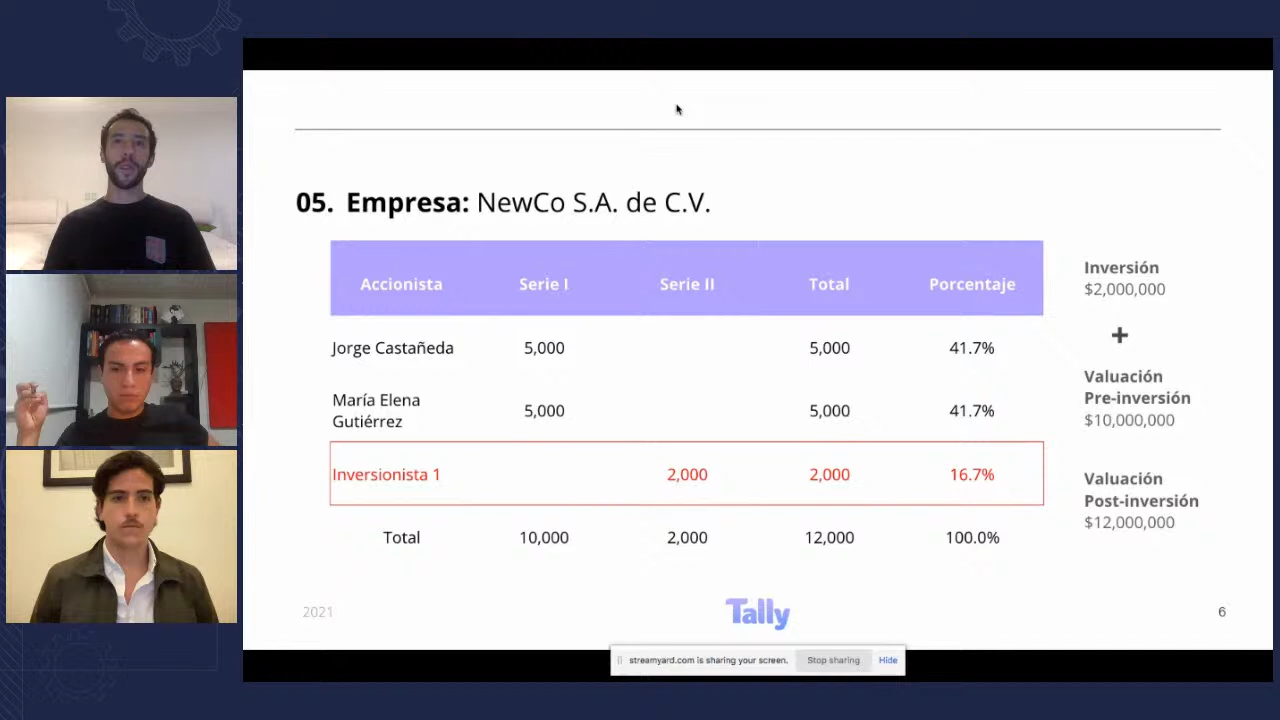 05. Empresa: NewCo S.A. de C.V.
Accionista Serie I Serie II Total Porcentaje
Jorge Castañeda 5,000 5,000 41.7%
María Elena
Gutiérrez 5,000 5,000 41.7%
Inversionista 1 2,000 2,000 16.7%
Total 10,000 2,000 12,000 100.0%
Inversión
$2,000,000
+
Valuación
Pre-inversión
$10,000,000
Valuación
Post-inversión
$12,000,000
2021
Tally
6
streamyard.com is sharing your screen. Stop sharing Hide